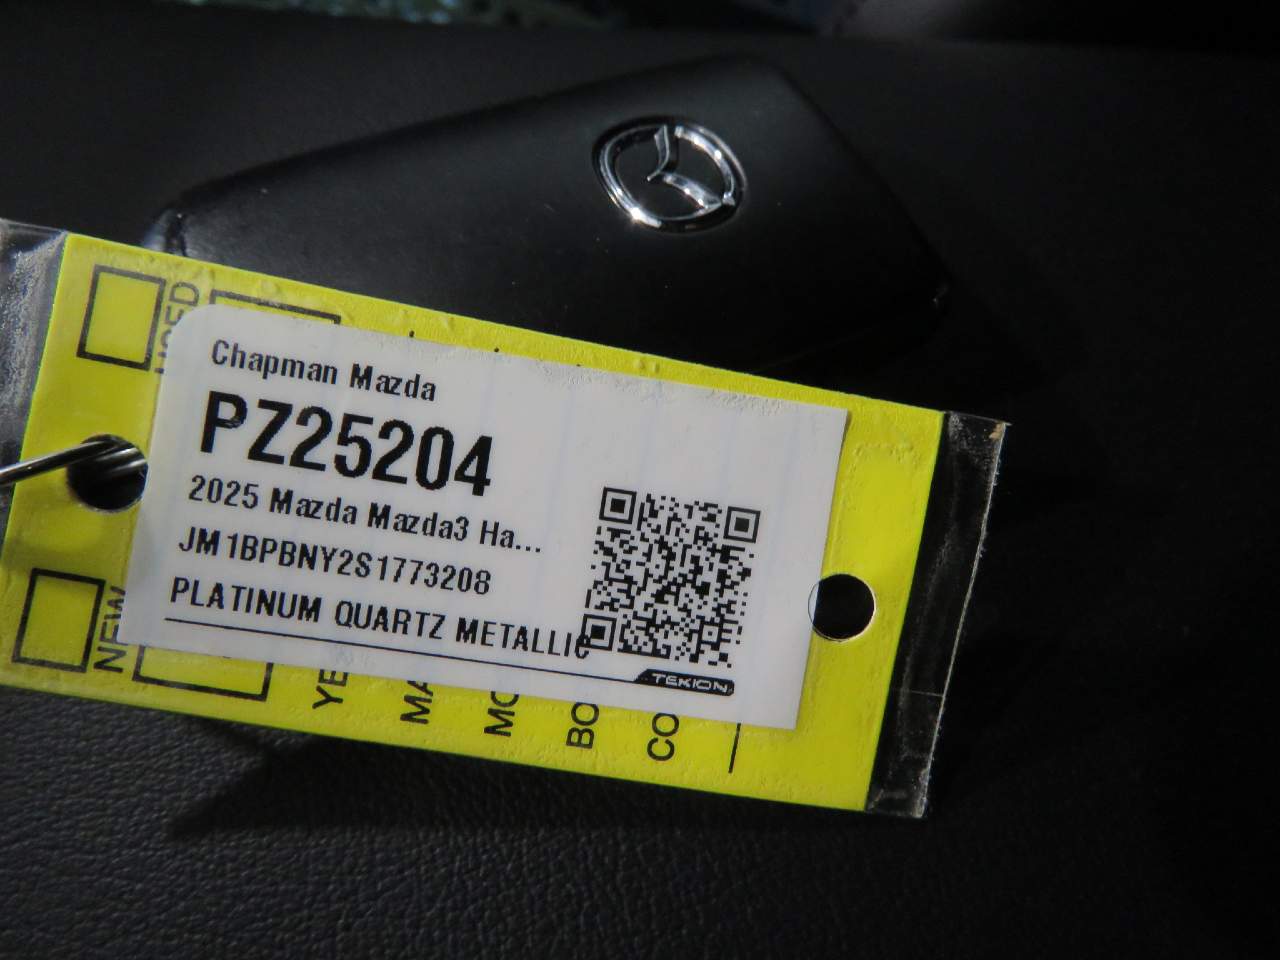 Chapman Mazda
PZ25204
2025 Mazda Mazda3 Ha...
JM1BPBNY2S1773208
PLATINUM QUARTZ METALLIC
TEKION
USED
NEW
YE
MA
MO
BO
CO